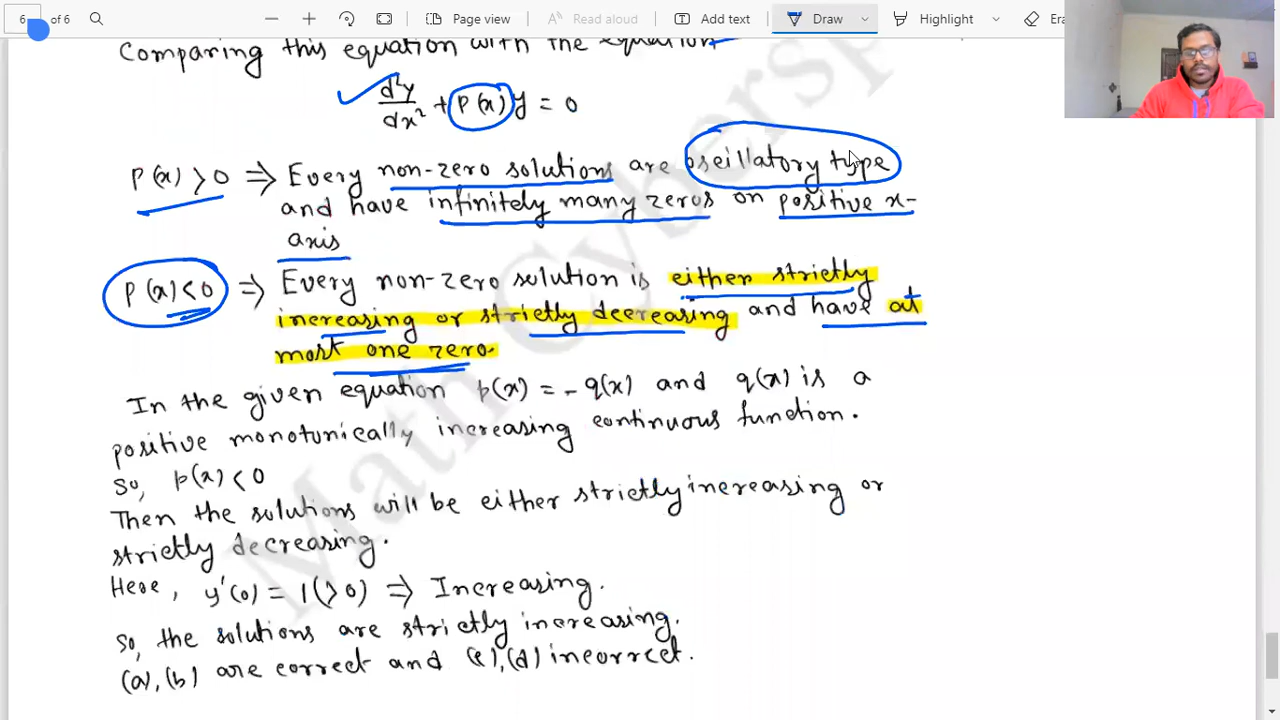 6 of 6 Page view Read aloud Add text Draw Highlight
Comparing this equation with the equation
d²y/dx² + P(x)y = 0
P(x) > 0 ⇒ Every non-zero solutions are oscillatory type
and have infinitely many zeros on positive x-
axis
P(x) < 0 ⇒ Every non-zero solution is either strictly
increasing or strictly decreasing and have at
most one zero.
In the given equation p(x) = - q(x) and q(x) is a
positive monotonically increasing continuous function.
So, p(x) < 0
Then the solutions will be either strictly increasing or
strictly decreasing.
Here, y'(0) = 1(>0) ⇒ Increasing.
So, the solutions are strictly increasing.
(a), (b) are correct and (c), (d) incorrect.